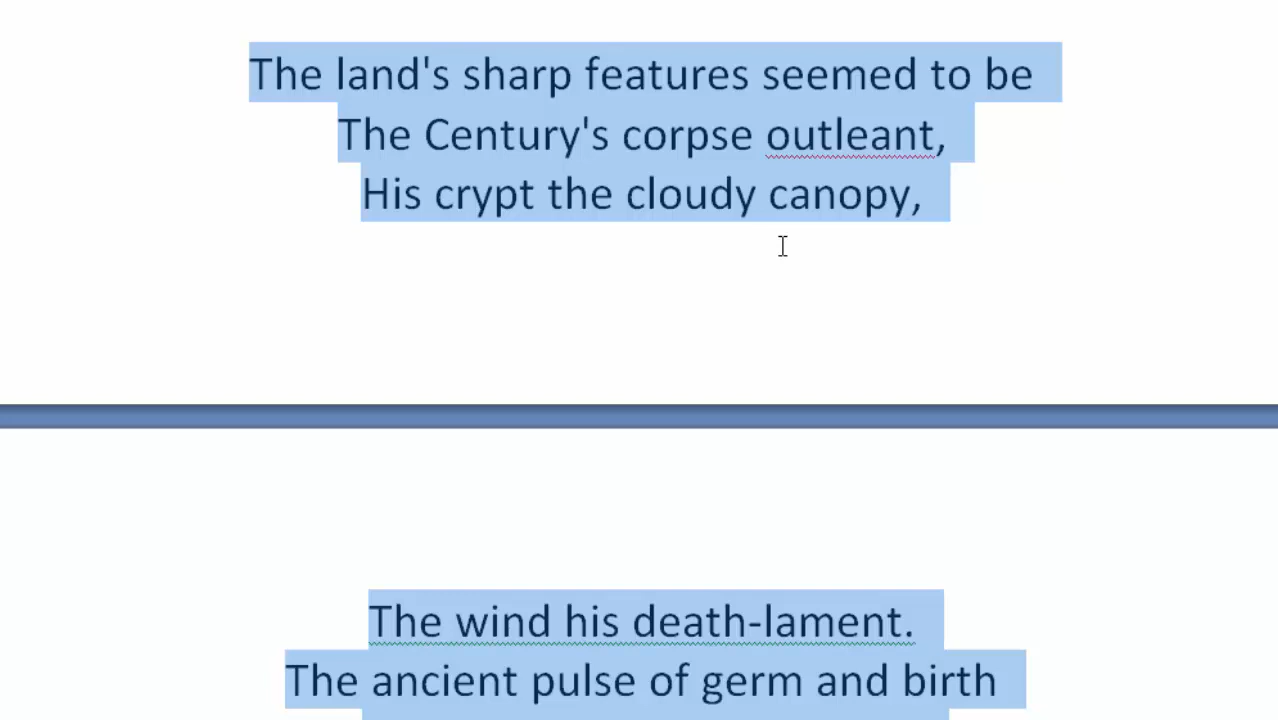 The land's sharp features seemed to be
The Century's corpse outleant,
His crypt the cloudy canopy,
The wind his death-lament.
The ancient pulse of germ and birth